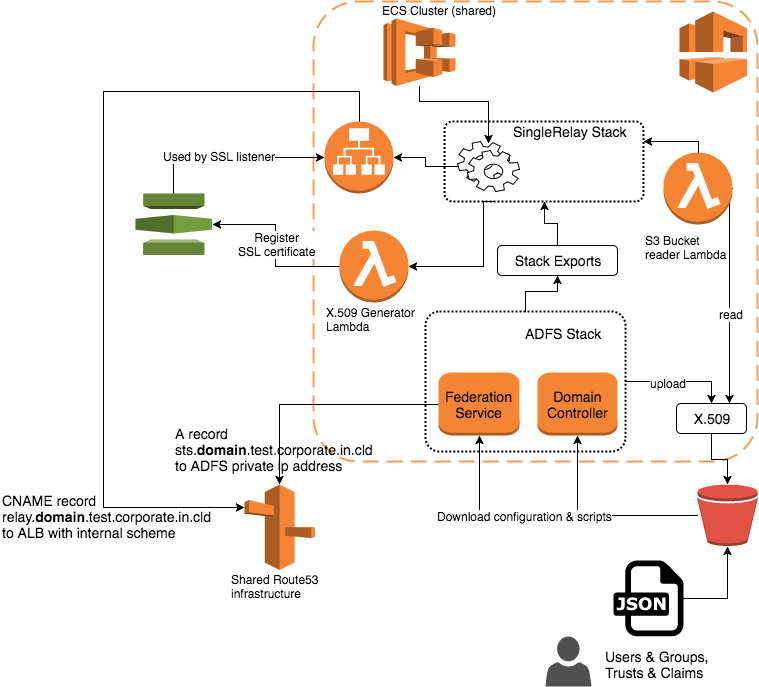 ECS Cluster (shared)
SingleRelay Stack
Used by SSL listener
S3 Bucket
reader Lambda
Register
SSL certificate
Stack Exports
X.509 Generator
Lambda
read
ADFS Stack
upload
Federation
Service
Domain
Controller
X.509
A record
sts.domain.test.corporate.in.cld
to ADFS private ip address
CNAME record
relay.domain.test.corporate.in.cld
to ALB with internal scheme
Download configuration & scripts
Shared Route53
infrastructure
JSON
Users & Groups,
Trusts & Claims